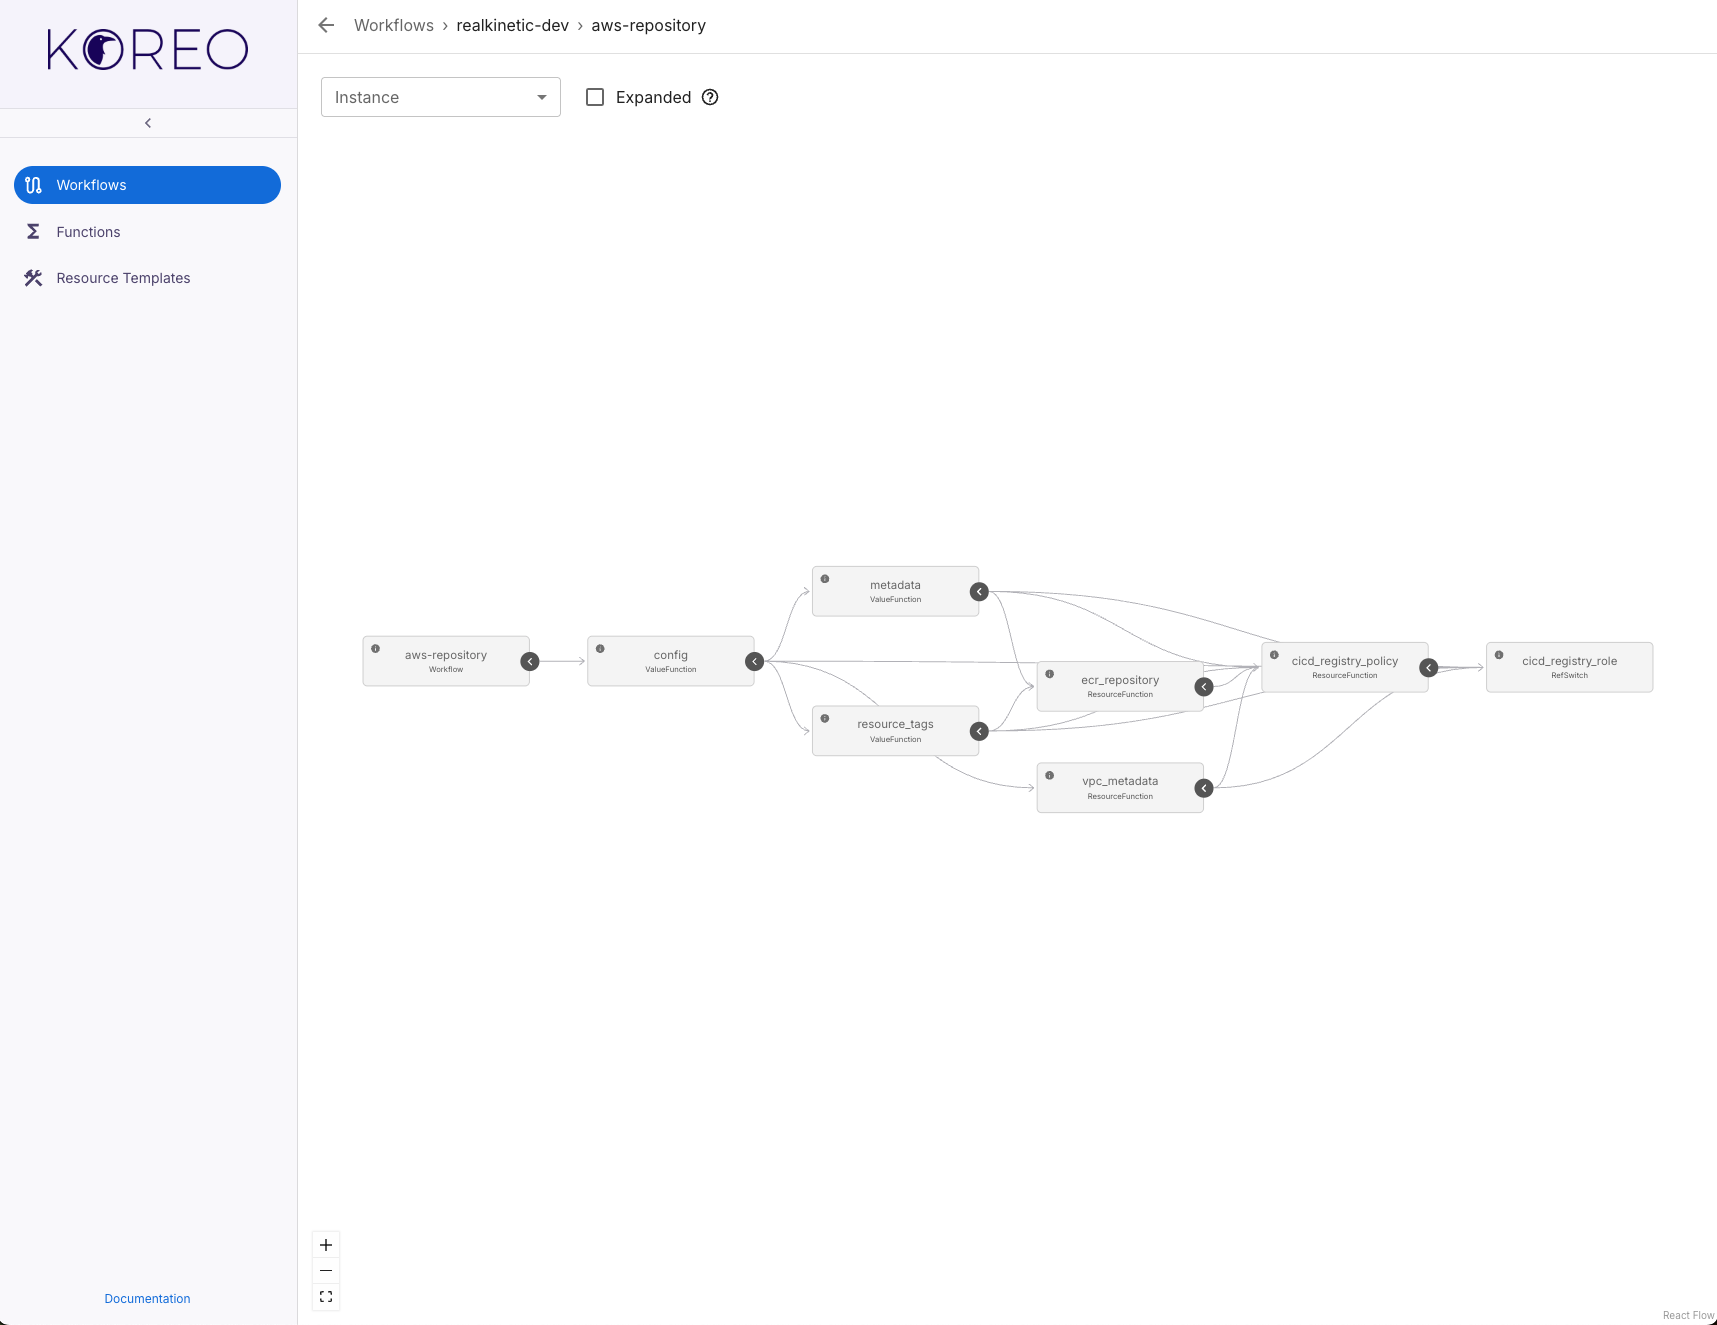 KOREO
Workflows › realkinetic-dev › aws-repository
Instance
Expanded
Workflows
Functions
Resource Templates
metadata
ValueFunction
aws-repository
Workflow
config
ValueFunction
cicd_registry_policy
ResourceFunction
cicd_registry_role
RefSwitch
ecr_repository
ResourceFunction
resource_tags
ValueFunction
vpc_metadata
ResourceFunction
Documentation
React Flow